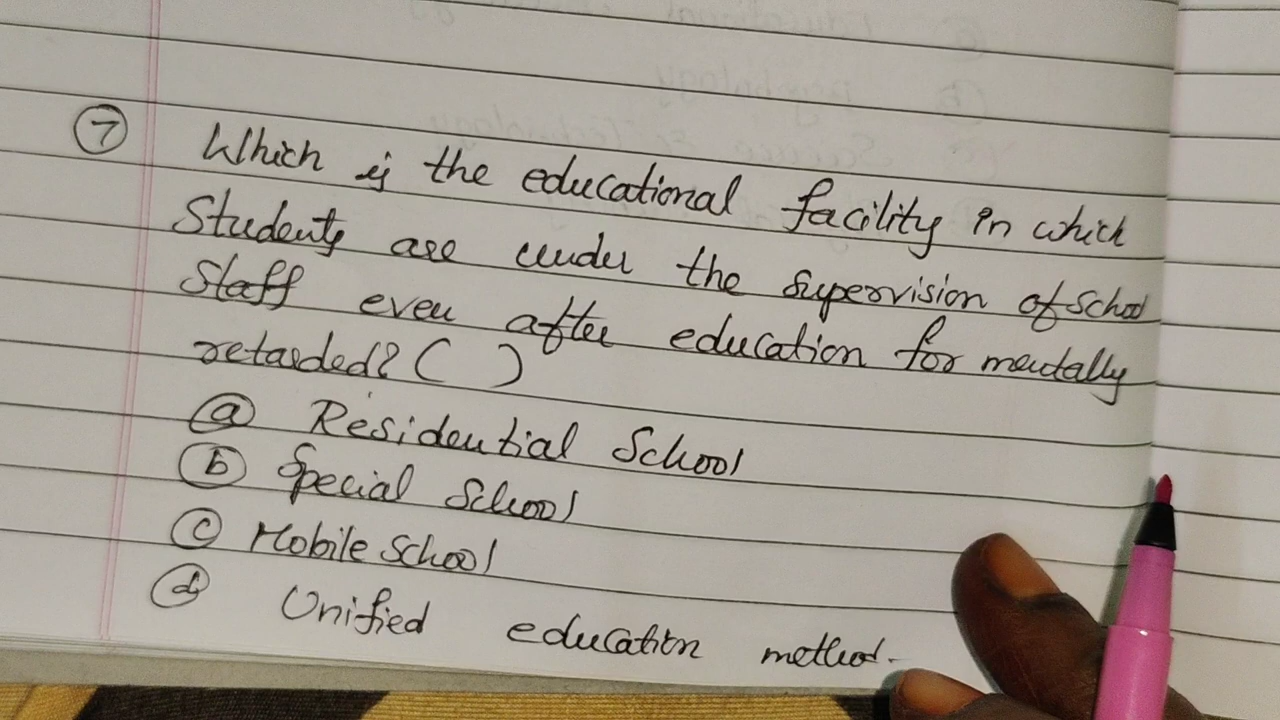 ⑦ Which is the educational facility in which
Students are under the supervision of School
Staff even after education for mentally
retarded? ( )
ⓐ Residential School
ⓑ Special School
ⓒ Mobile School
ⓓ Unified education method.